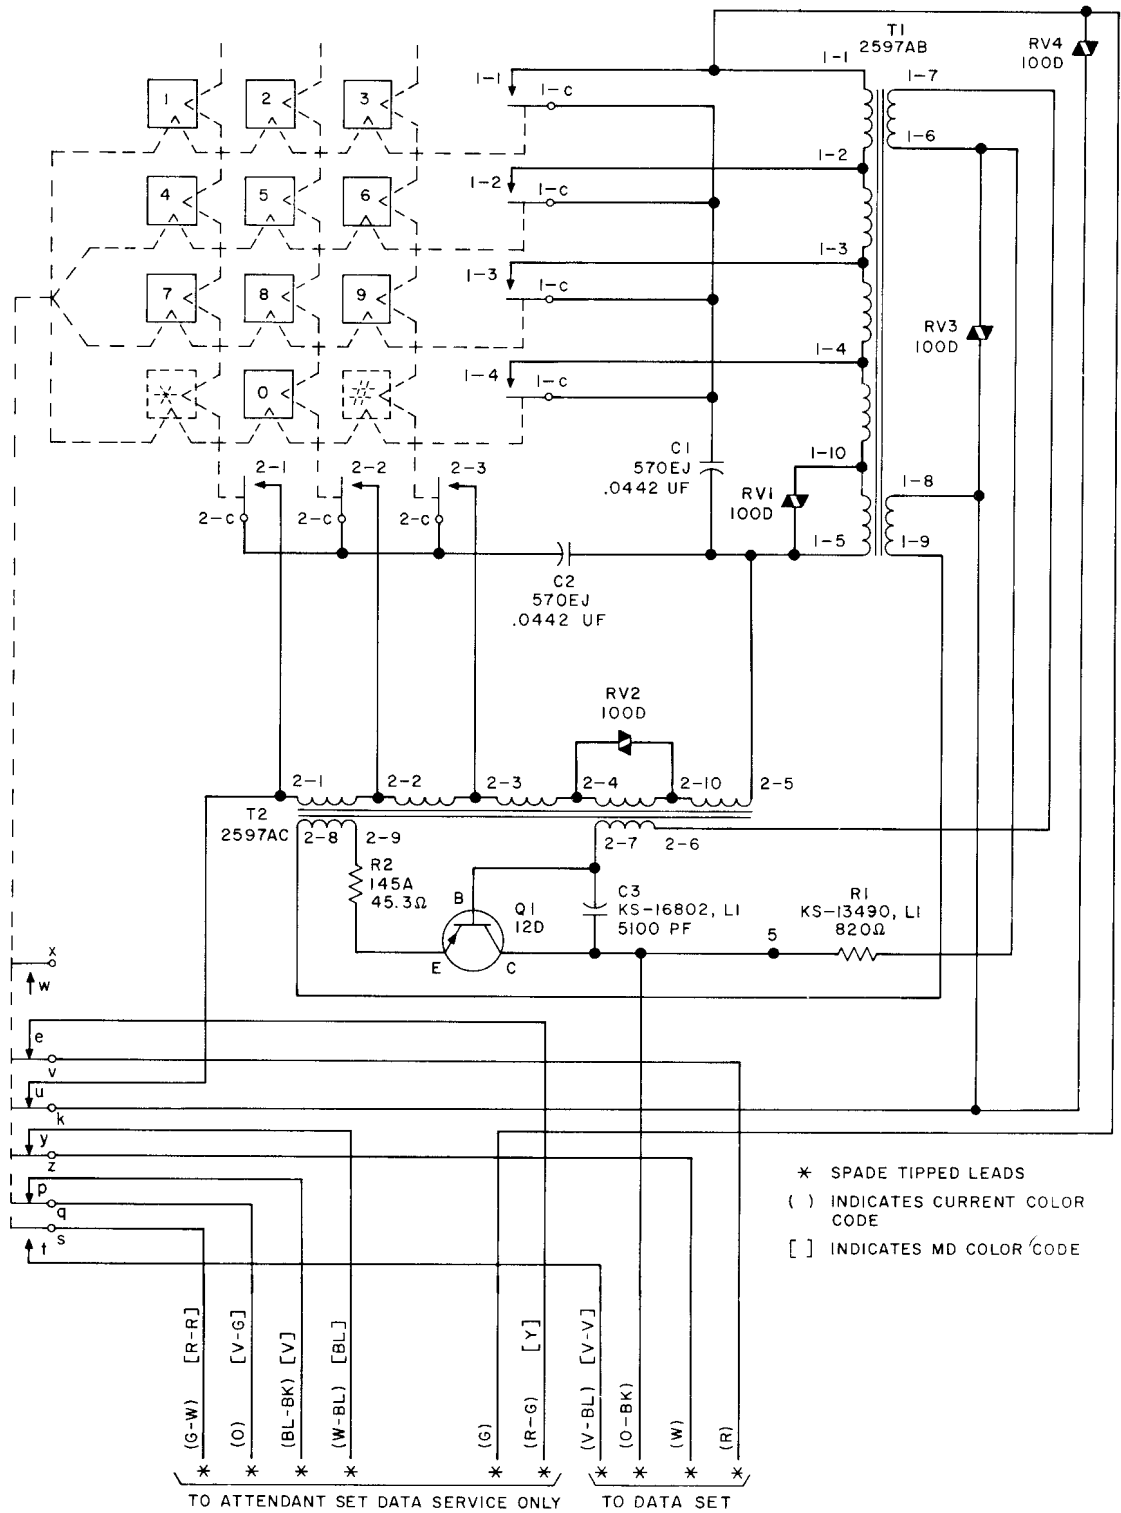 T1
2597AB
RV4
100D
1-1
1-7
1-1
1-c
1
2
3
1-6
1-2
1-2
1-c
4
5
6
1-3
1-3
1-c
7
8
9
RV3
100D
1-4
1-4
1-c
*
0
#
C1
570EJ
.0442 UF
1-10
RV1
100D
1-8
2-1
2-2
2-3
2-c
2-c
2-c
1-5
1-9
C2
570EJ
.0442 UF
RV2
100D
2-1
2-2
2-3
2-4
2-10
2-5
T2
2597AC
2-8
2-9
2-7
2-6
R2
145A
45.3Ω
B
Q1
12D
E
C
C3
KS-16802, L1
5100 PF
R1
KS-13490, L1
820Ω
5
x
w
e
v
u
k
y
z
p
q
s
t
* SPADE TIPPED LEADS
( ) INDICATES CURRENT COLOR
CODE
[ ] INDICATES MD COLOR CODE
(G-W) [R-R]
(O) [V-G]
(BL-BK) [V]
(W-BL) [BL]
(G)
(R-G) [Y]
(V-BL) [V-V]
(O-BK)
(W)
(R)
* * * * * * * * * *
TO ATTENDANT SET DATA SERVICE ONLY
TO DATA SET